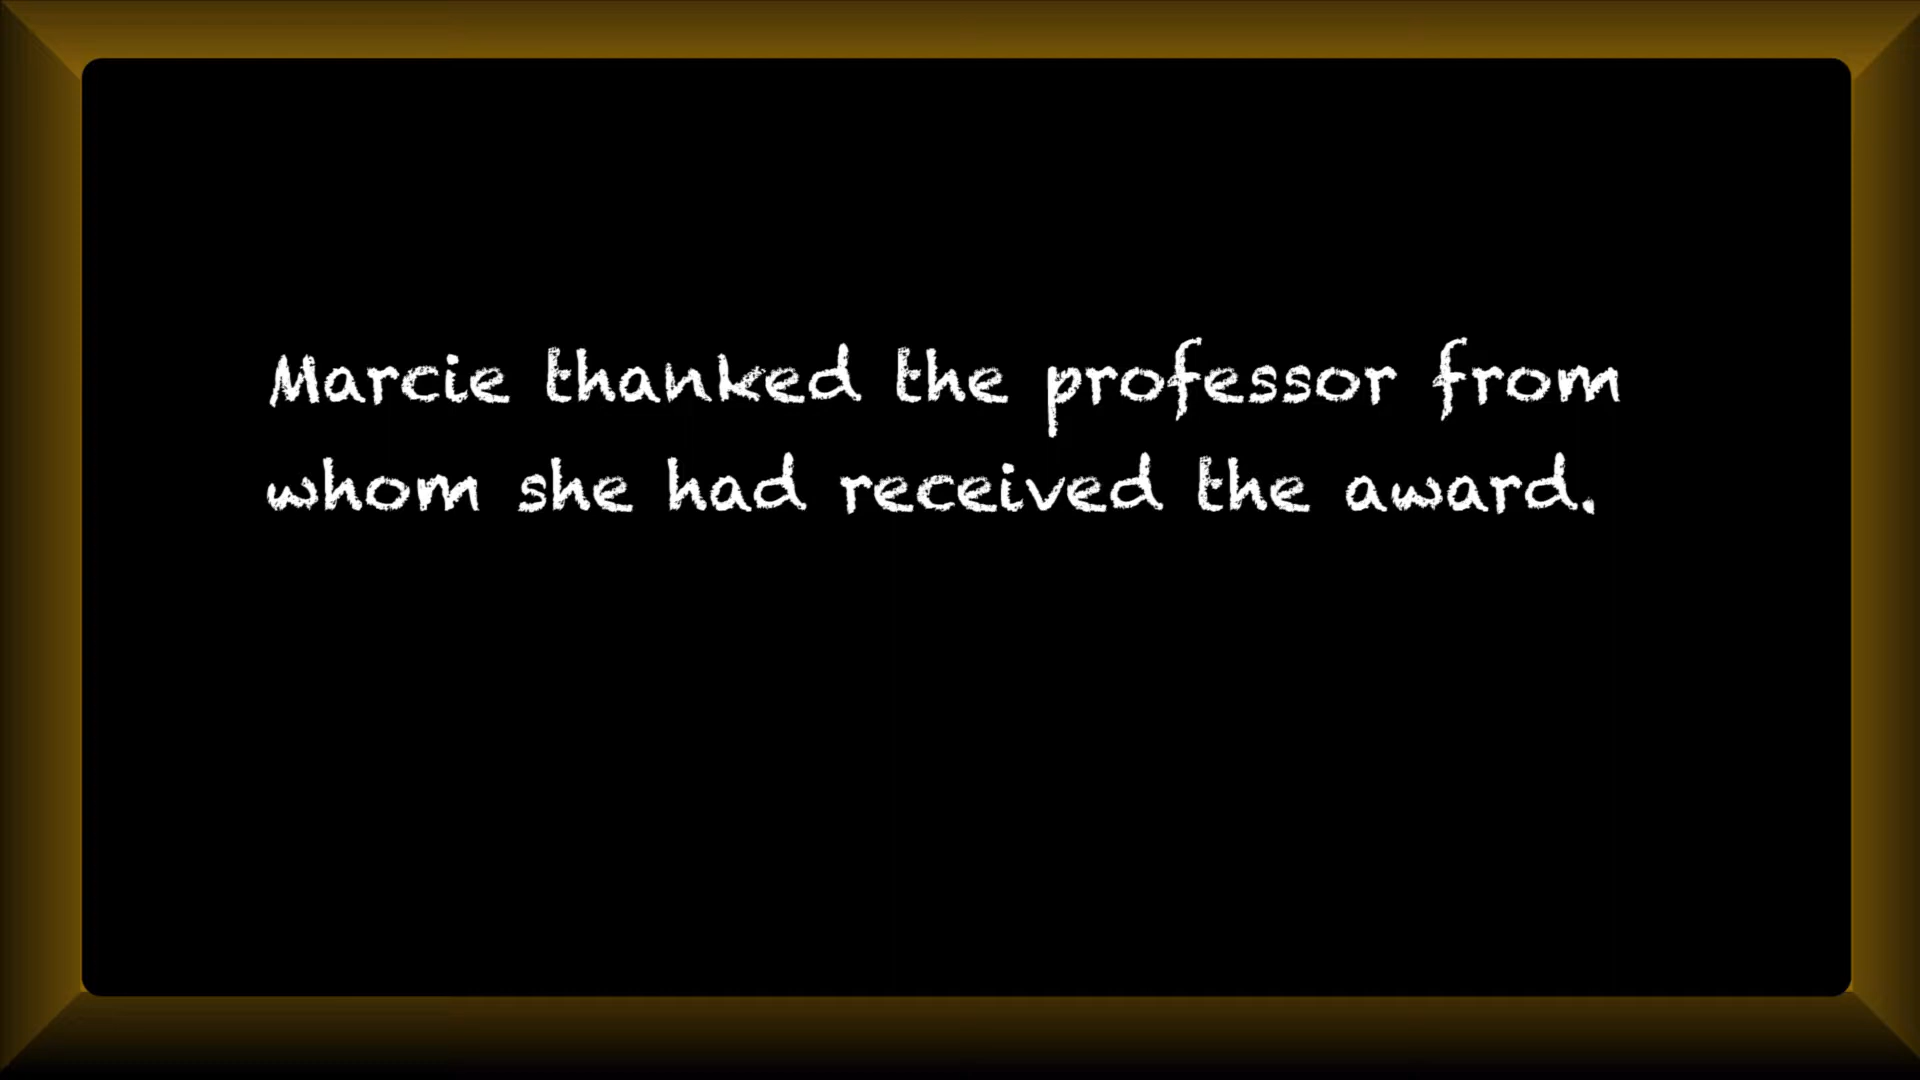 Marcie thanked the professor from
whom she had received the award.